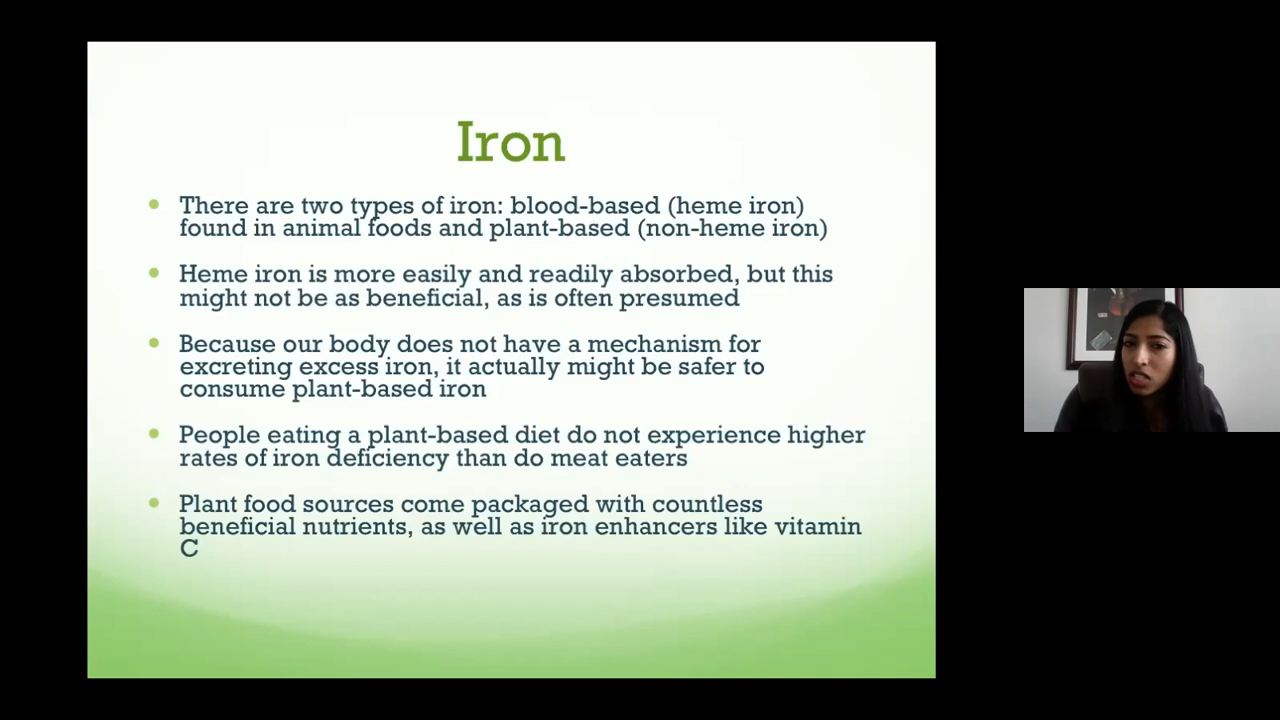 Iron
There are two types of iron: blood-based (heme iron)
found in animal foods and plant-based (non-heme iron)
Heme iron is more easily and readily absorbed, but this
might not be as beneficial, as is often presumed
Because our body does not have a mechanism for
excreting excess iron, it actually might be safer to
consume plant-based iron
People eating a plant-based diet do not experience higher
rates of iron deficiency than do meat eaters
Plant food sources come packaged with countless
beneficial nutrients, as well as iron enhancers like vitamin
C